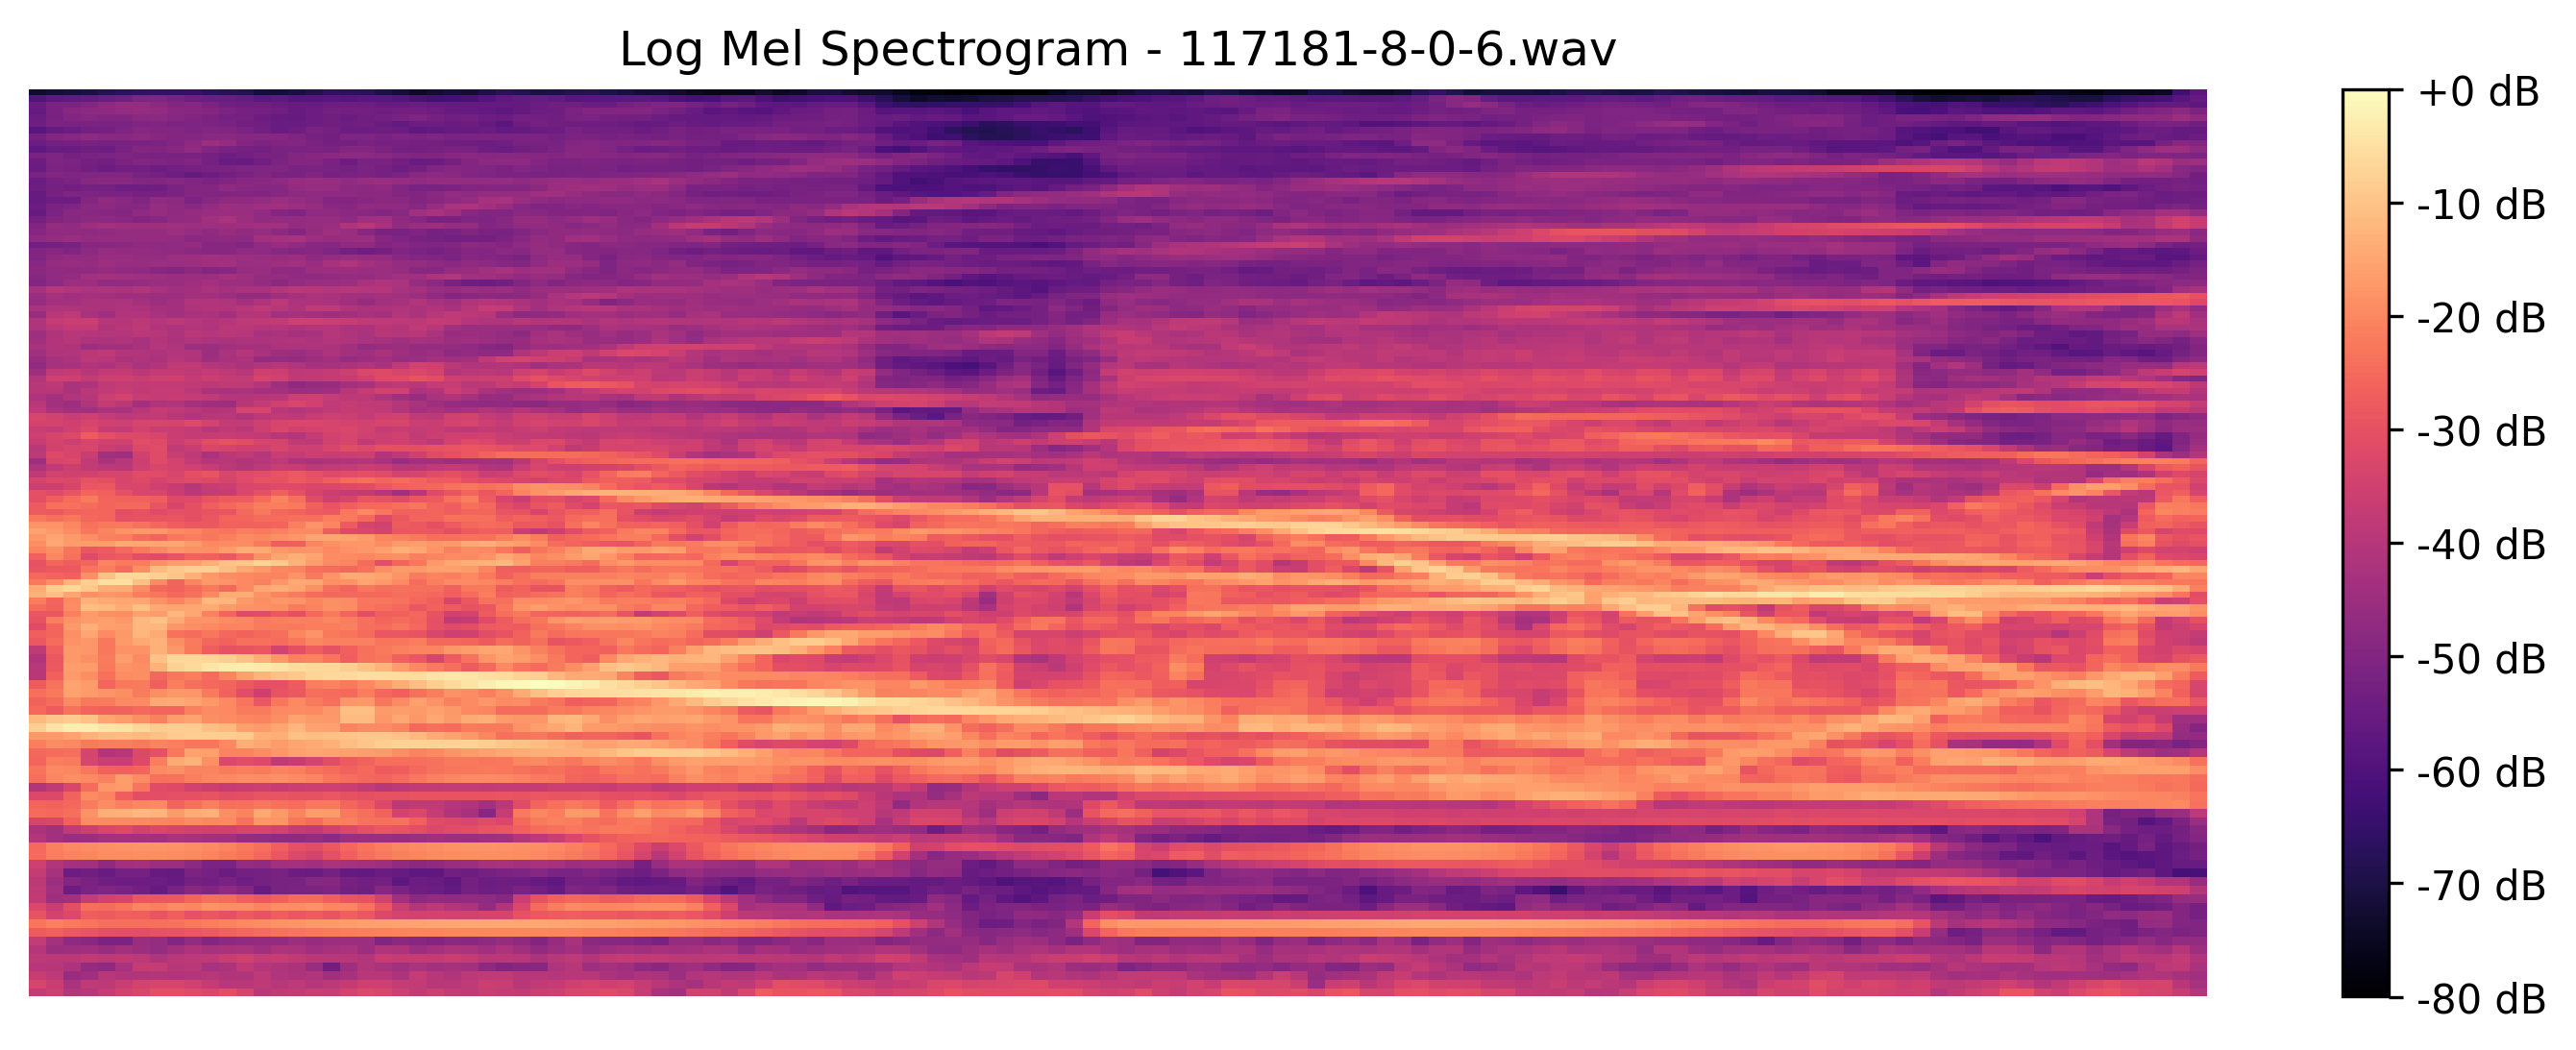 Log Mel Spectrogram - 117181-8-0-6.wav
+0 dB
-10 dB
-20 dB
-30 dB
-40 dB
-50 dB
-60 dB
-70 dB
-80 dB